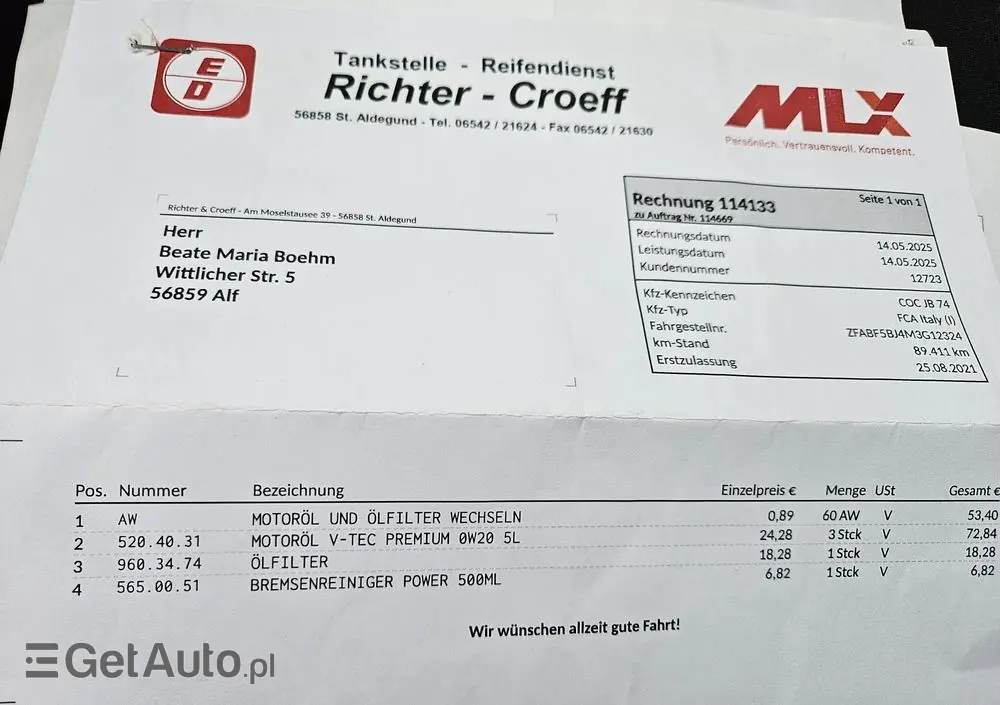 ED
Tankstelle - Reifendienst
Richter - Croeff
56858 St. Aldegund - Tel. 06542 / 21624 - Fax 06542 / 21630
MLX
Persönlich. Vertrauensvoll. Kompetent.
Richter & Croeff - Am Moselstausee 39 - 56858 St. Aldegund
Herr
Beate Maria Boehm
Wittlicher Str. 5
56859 Alf
Rechnung 114133 Seite 1 von 1
zu Auftrag Nr. 114669
Rechnungsdatum 14.05.2025
Leistungsdatum 14.05.2025
Kundennummer 12723
Kfz-Kennzeichen COC JB 74
Kfz-Typ FCA Italy (I)
Fahrgestellnr. ZFABF5BJ4M3G12324
km-Stand 89.411 km
Erstzulassung 25.08.2021
Pos. Nummer Bezeichnung Einzelpreis € Menge USt Gesamt €
1 AW MOTORÖL UND ÖLFILTER WECHSELN 0,89 60 AW V 53,40
2 520.40.31 MOTORÖL V-TEC PREMIUM 0W20 5L 24,28 3 Stck V 72,84
3 960.34.74 ÖLFILTER 18,28 1 Stck V 18,28
4 565.00.51 BREMSENREINIGER POWER 500ML 6,82 1 Stck V 6,82
Wir wünschen allzeit gute Fahrt!
GetAuto.pl